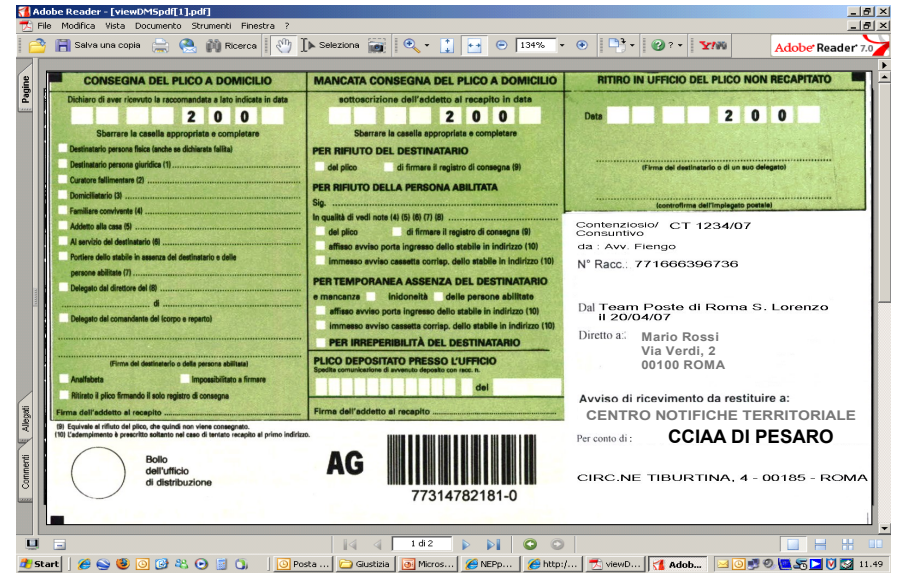 Adobe Reader - [viewDMSpdf[1].pdf]
File Modifica Vista Documento Strumenti Finestra ?
Salva una copia Ricerca Seleziona 134% ? Adobe Reader 7.0
Pagine
Allegati
Commenti
CONSEGNA DEL PLICO A DOMICILIO
Dichiaro di aver ricevuto la raccomandata a lato indicata in data
2 0 0
Sbarrare la casella appropriata e completare
Destinatario persona fisica (anche se dichiarata fallita)
Destinatario persona giuridica (1)
Curatore fallimentare (2)
Domiciliatario (3)
Familiare convivente (4)
Addetto alla casa (5)
Al servizio del destinatario (6)
Portiere dello stabile in assenza del destinatario e delle
persone abilitate (7)
Delegato dal direttore del (8)
di
Delegato dal comandante del (corpo e reparto)
(Firma del destinatario o della persona abilitata)
Analfabeta Impossibilitato a firmare
Ritirato il plico firmando il solo registro di consegna
Firma dell'addetto al recapito
MANCATA CONSEGNA DEL PLICO A DOMICILIO
sottoscrizione dell'addetto al recapito in data
2 0 0
Sbarrare la casella appropriata e completare
PER RIFIUTO DEL DESTINATARIO
del plico di firmare il registro di consegna (9)
PER RIFIUTO DELLA PERSONA ABILITATA
Sig.
In qualità di vedi note (4) (5) (6) (7) (8)
del plico di firmare il registro di consegna (9)
affisso avviso porta ingresso dello stabile in indirizzo (10)
immesso avviso cassetta corrisp. dello stabile in indirizzo (10)
PER TEMPORANEA ASSENZA DEL DESTINATARIO
e mancanza inidoneità delle persone abilitate
affisso avviso porta ingresso dello stabile in indirizzo (10)
immesso avviso cassetta corrisp. dello stabile in indirizzo (10)
PER IRREPERIBILITÀ DEL DESTINATARIO
PLICO DEPOSITATO PRESSO L'UFFICIO
Spedita comunicazione di avvenuto deposito con racc. n.
del
Firma dell'addetto al recapito
RITIRO IN UFFICIO DEL PLICO NON RECAPITATO
Data 2 0 0
(Firma del destinatario o di un suo delegato)
(controfirma dell'impiegato postale)
Contenzioso/ CT 1234/07
Consuntivo
da : Avv. Fiengo
N° Racc.: 771666396736
Dal Team Poste di Roma S. Lorenzo
il 20/04/07
Diretto a: Mario Rossi
Via Verdi, 2
00100 ROMA
Avviso di ricevimento da restituire a:
CENTRO NOTIFICHE TERRITORIALE
Per conto di : CCIAA DI PESARO
CIRC.NE TIBURTINA, 4 - 00185 - ROMA
(9) Equivale al rifiuto del plico, che quindi non viene consegnato.
(10) L'adempimento è prescritto soltanto nel caso di tentato recapito al primo indirizzo.
Bollo
dell'ufficio
di distribuzione
AG
77314782181-0
1 di 2
Start Posta ... Giustizia Micros... NEPp... http:/... viewD... Adob... 11.49